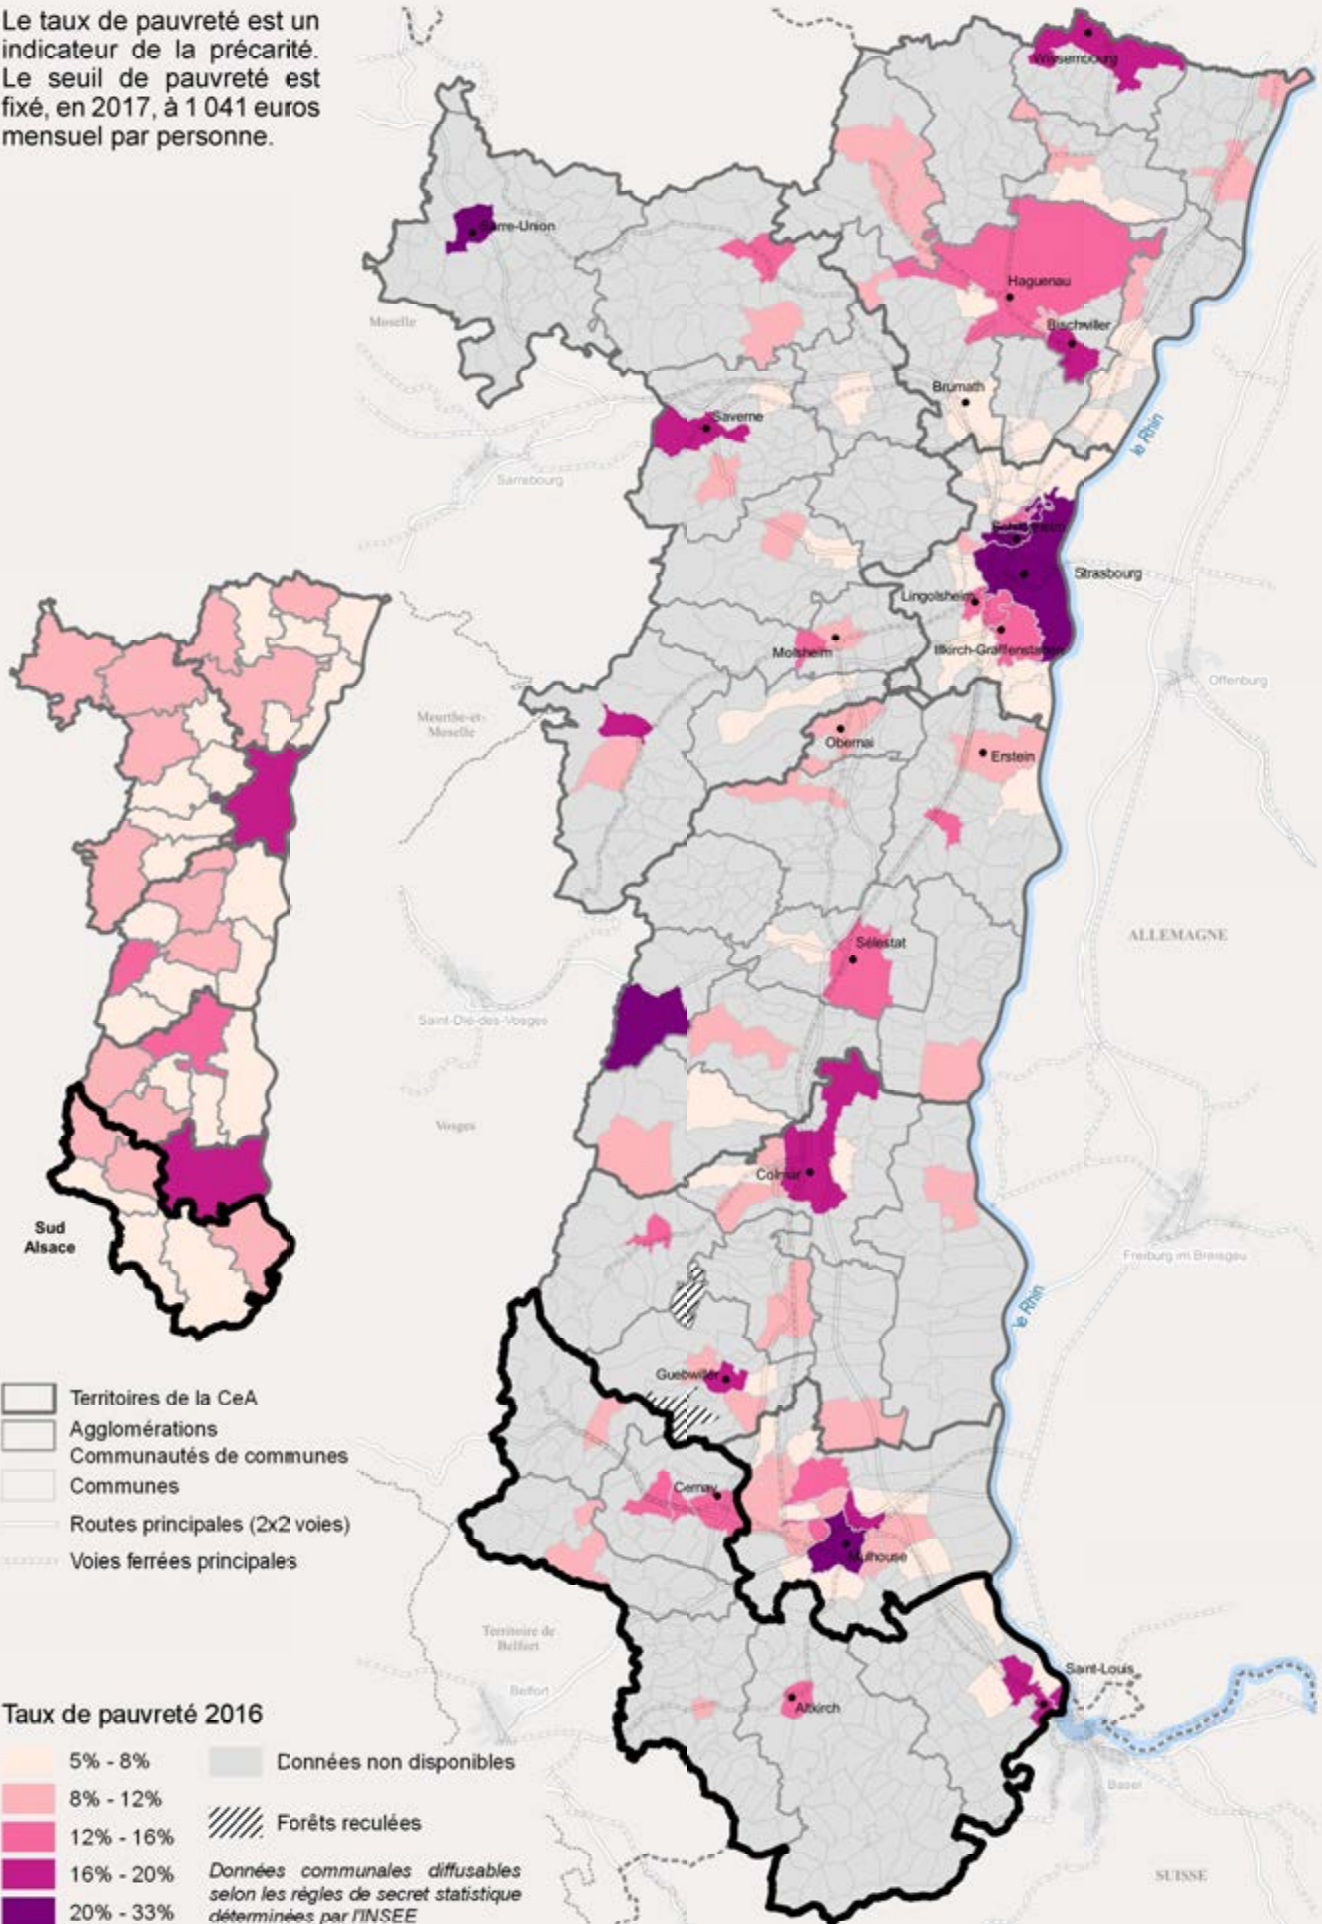 Le taux de pauvreté est un
indicateur de la précarité.
Le seuil de pauvreté est
fixé, en 2017, à 1 041 euros
mensuel par personne.
Wissembourg
Sarre-Union
Haguenau
Moselle
Bischwiller
Brumath
Saverne
le Rhin
Sarrebourg
Schiltigheim
Strasbourg
Lingolsheim
Molsheim
Illkirch-Graffenstaden
Offenburg
Meurthe-et-
Moselle
Obernai
Erstein
ALLEMAGNE
Sélestat
Saint-Dié-des-Vosges
Vosges
Colmar
Sud
Alsace
Freiburg im Breisgau
le Rhin
Guebwiller
Territoires de la CeA
Agglomérations
Communautés de communes
Communes
Routes principales (2x2 voies)
Voies ferrées principales
Cernay
Mulhouse
Territoire de
Belfort
Saint-Louis
Belfort
Altkirch
Basel
SUISSE
Taux de pauvreté 2016
5% - 8%
8% - 12%
12% - 16%
16% - 20%
20% - 33%
Données non disponibles
Forêts reculées
Données communales diffusables
selon les règles de secret statistique
déterminées par l'INSEE